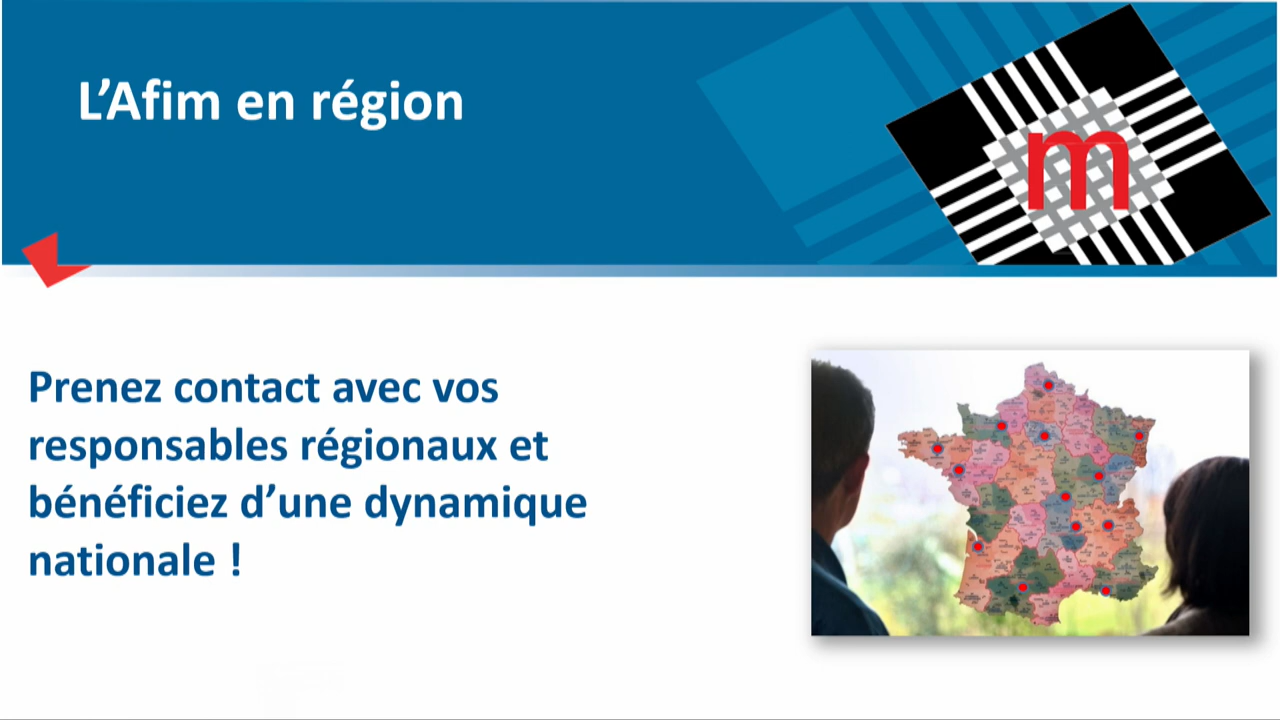 L’Afim en région
m
Prenez contact avec vos
responsables régionaux et
bénéficiez d’une dynamique
nationale !